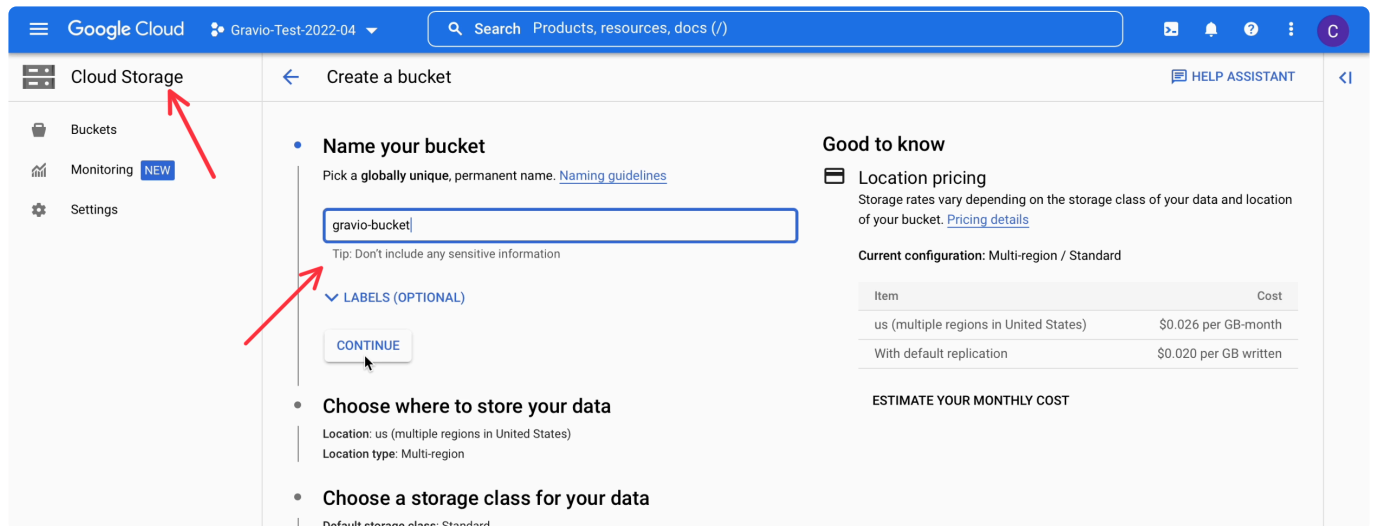 Google Cloud
Gravio-Test-2022-04
Search Products, resources, docs (/)
C
Cloud Storage
Create a bucket
HELP ASSISTANT
Buckets
Monitoring NEW
Settings
Name your bucket
Pick a globally unique, permanent name. Naming guidelines
gravio-bucket
Tip: Don't include any sensitive information
LABELS (OPTIONAL)
CONTINUE
Choose where to store your data
Location: us (multiple regions in United States)
Location type: Multi-region
Choose a storage class for your data
Default storage class: Standard
Good to know
Location pricing
Storage rates vary depending on the storage class of your data and location
of your bucket. Pricing details
Current configuration: Multi-region / Standard
Item Cost
us (multiple regions in United States) $0.026 per GB-month
With default replication $0.020 per GB written
ESTIMATE YOUR MONTHLY COST